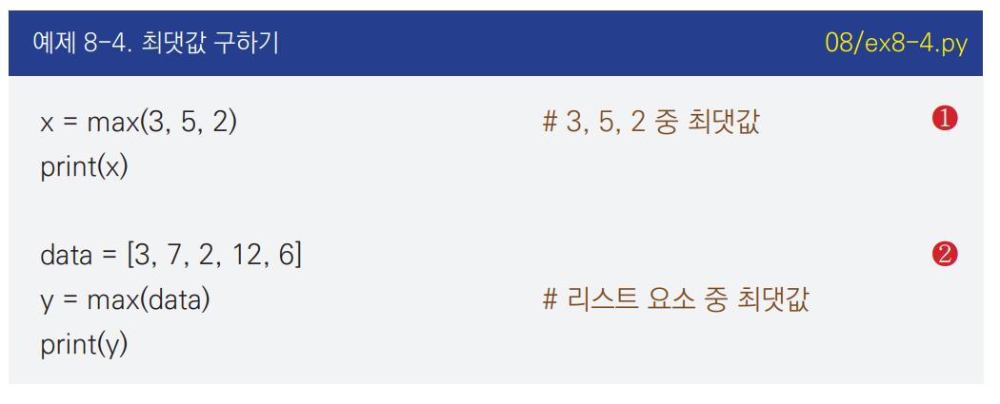 예제 8-4. 최댓값 구하기 08/ex8-4.py
x = max(3, 5, 2) # 3, 5, 2 중 최댓값 ❶
print(x)
data = [3, 7, 2, 12, 6] ❷
y = max(data) # 리스트 요소 중 최댓값
print(y)